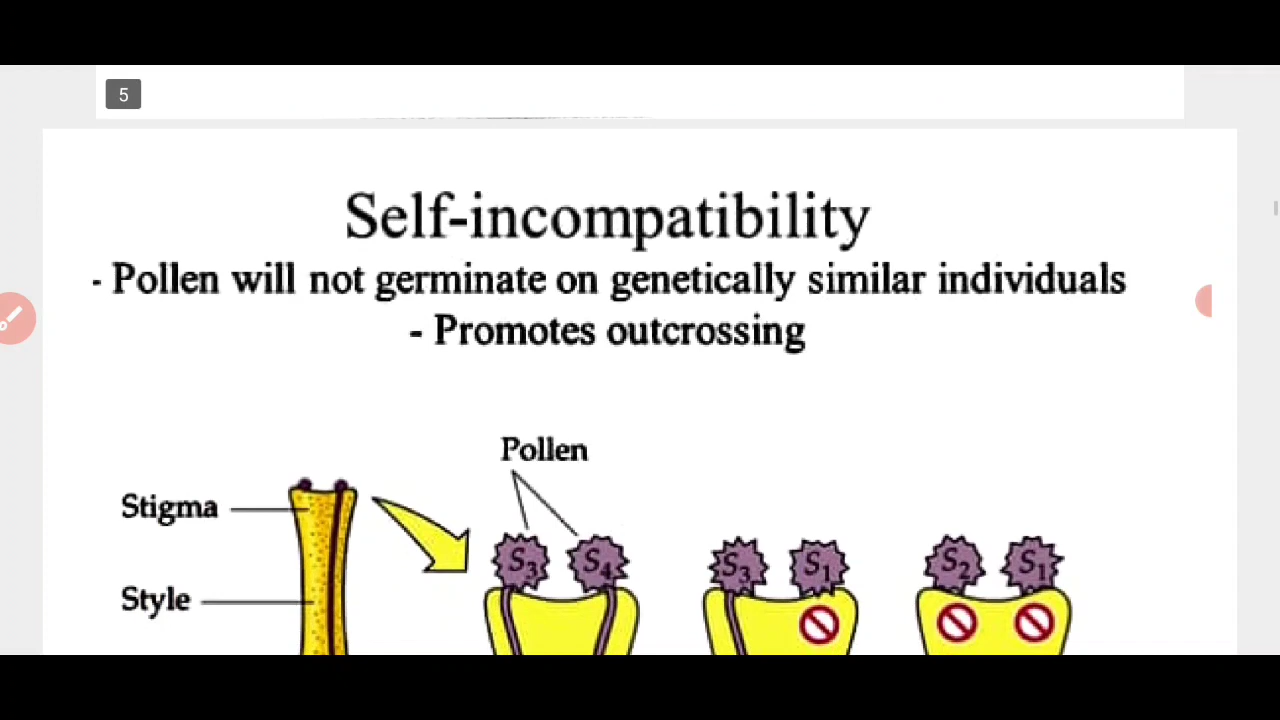 5
Self-incompatibility
- Pollen will not germinate on genetically similar individuals
- Promotes outcrossing
Pollen
Stigma
S3 S4 S3 S1 S2 S1
Style